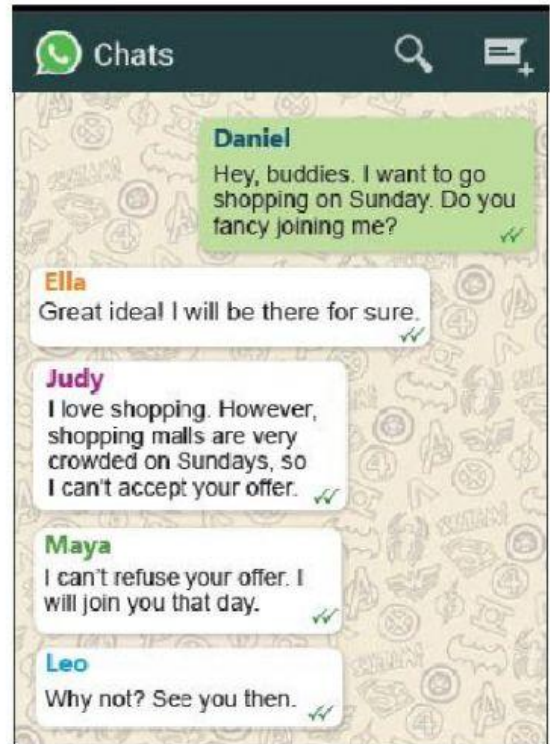 Chats
Daniel
Hey, buddies. I want to go
shopping on Sunday. Do you
fancy joining me?
Ella
Great idea! I will be there for sure.
Judy
I love shopping. However,
shopping malls are very
crowded on Sundays, so
I can't accept your offer.
Maya
I can't refuse your offer. I
will join you that day.
Leo
Why not? See you then.